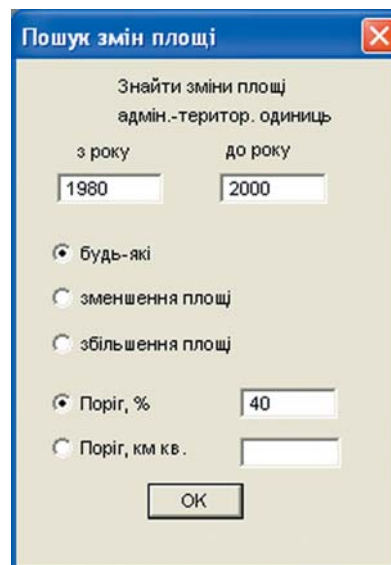 Пошук змін площі
Знайти зміни площі
адмін.-територ. одиниць
з року до року
1980 2000
будь-які
зменшення площі
збільшення площі
Поріг, % 40
Поріг, км кв.
OK